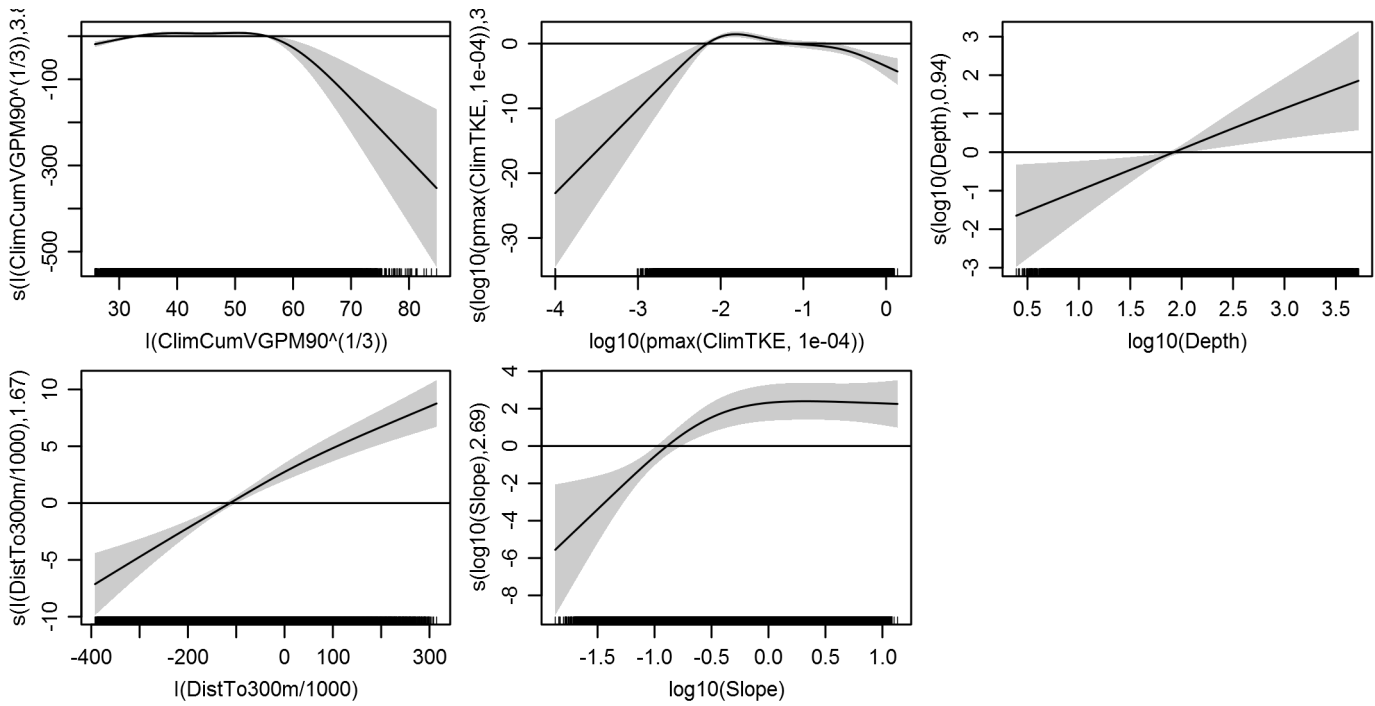 s(I(ClimCumVGPM90^(1/3)),3.8
-500
-300
-100
30 40 50 60 70 80
I(ClimCumVGPM90^(1/3))
s(log10(pmax(ClimTKE, 1e-04)),3
-30
-20
-10
0
-4 -3 -2 -1 0
log10(pmax(ClimTKE, 1e-04))
s(log10(Depth),0.94)
-3
-2
-1
0
1
2
3
0.5 1.0 1.5 2.0 2.5 3.0 3.5
log10(Depth)
s(I(DistTo300m/1000),1.67)
-10
-5
0
5
10
-400 -200 0 100 300
I(DistTo300m/1000)
s(log10(Slope),2.69)
-8
-6
-4
-2
0
2
4
-1.5 -1.0 -0.5 0.0 0.5 1.0
log10(Slope)